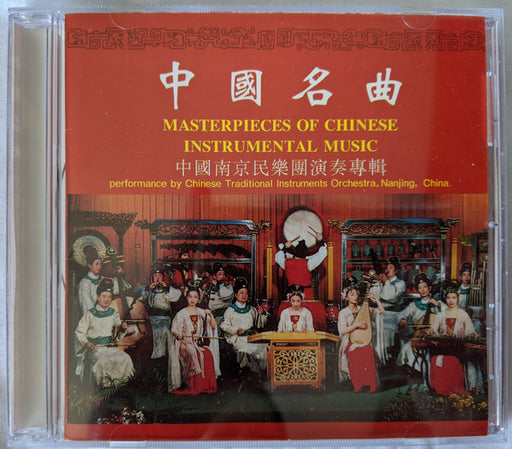 中國名曲
MASTERPIECES OF CHINESE
INSTRUMENTAL MUSIC
中國南京民樂團演奏專輯
performance by Chinese Traditional Instruments Orchestra, Nanjing, China.